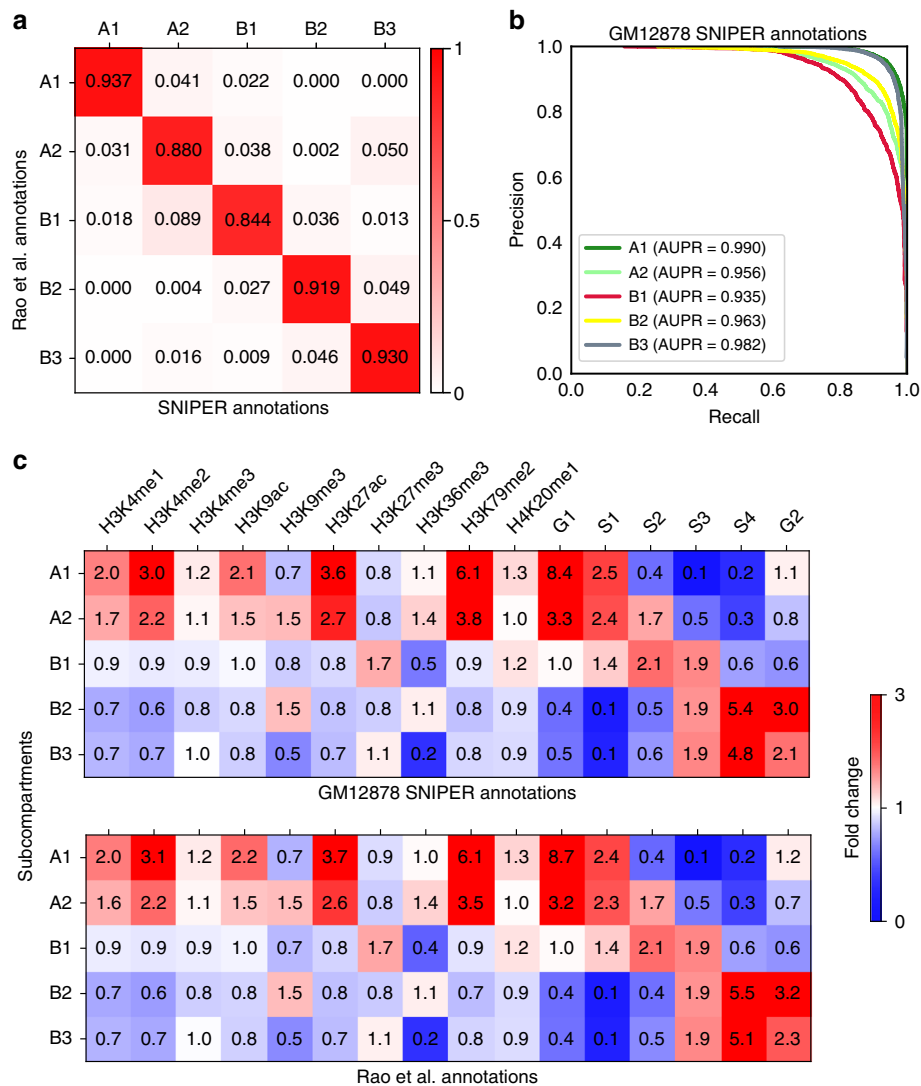 a
A1 A2 B1 B2 B3
A1 0.937 0.041 0.022 0.000 0.000
A2 0.031 0.880 0.038 0.002 0.050
B1 0.018 0.089 0.844 0.036 0.013
B2 0.000 0.004 0.027 0.919 0.049
B3 0.000 0.016 0.009 0.046 0.930
Rao et al. annotations
SNIPER annotations
1
0.5
0
b
GM12878 SNIPER annotations
1.0
0.8
0.6
0.4
0.2
0.0
Precision
A1 (AUPR = 0.990)
A2 (AUPR = 0.956)
B1 (AUPR = 0.935)
B2 (AUPR = 0.963)
B3 (AUPR = 0.982)
0.0 0.2 0.4 0.6 0.8 1.0
Recall
c
H3K4me1 H3K4me2 H3K4me3 H3K9ac H3K9me3 H3K27ac H3K27me3 H3K36me3 H3K79me2 H4K20me1 G1 S1 S2 S3 S4 G2
A1 2.0 3.0 1.2 2.1 0.7 3.6 0.8 1.1 6.1 1.3 8.4 2.5 0.4 0.1 0.2 1.1
A2 1.7 2.2 1.1 1.5 1.5 2.7 0.8 1.4 3.8 1.0 3.3 2.4 1.7 0.5 0.3 0.8
B1 0.9 0.9 0.9 1.0 0.8 0.8 1.7 0.5 0.9 1.2 1.0 1.4 2.1 1.9 0.6 0.6
B2 0.7 0.6 0.8 0.8 1.5 0.8 0.8 1.1 0.8 0.9 0.4 0.1 0.5 1.9 5.4 3.0
B3 0.7 0.7 1.0 0.8 0.5 0.7 1.1 0.2 0.8 0.8 0.5 0.1 0.6 1.9 4.8 2.1
GM12878 SNIPER annotations
Subcompartments
A1 2.0 3.1 1.2 2.2 0.7 3.7 0.9 1.0 6.1 1.3 8.7 2.4 0.4 0.1 0.2 1.2
A2 1.6 2.2 1.1 1.5 1.5 2.6 0.8 1.4 3.5 1.0 3.2 2.3 1.7 0.5 0.3 0.7
B1 0.9 0.9 0.9 1.0 0.7 0.8 1.7 0.4 0.9 1.2 1.0 1.4 2.1 1.9 0.6 0.6
B2 0.7 0.6 0.8 0.8 1.5 0.8 0.8 1.1 0.7 0.9 0.4 0.1 0.4 1.9 5.5 3.2
B3 0.7 0.7 1.0 0.8 0.5 0.7 1.1 0.2 0.8 0.9 0.4 0.1 0.5 1.9 5.1 2.3
Rao et al. annotations
3
1
0
Fold change